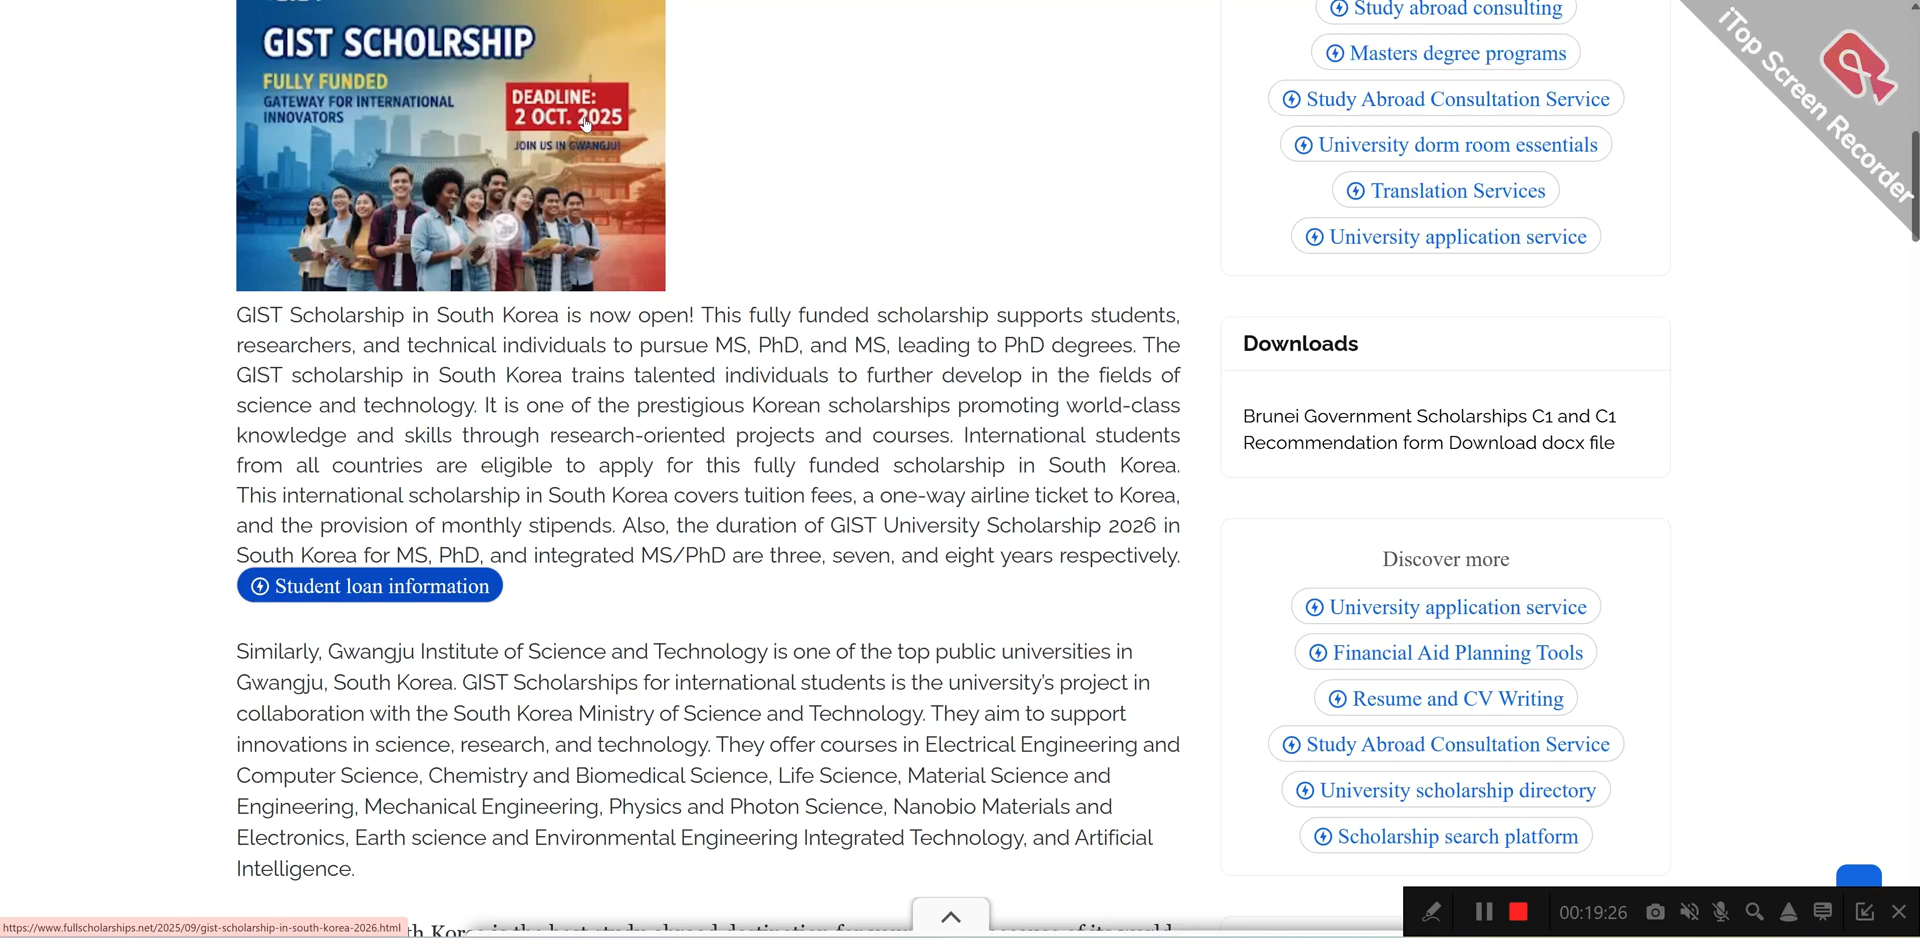 GIST SCHOLRSHIP
FULLY FUNDED
GATEWAY FOR INTERNATIONAL
INNOVATORS
DEADLINE:
2 OCT. 2025
JOIN US IN GWANGJU!
GIST Scholarship in South Korea is now open! This fully funded scholarship supports students,
researchers, and technical individuals to pursue MS, PhD, and MS, leading to PhD degrees. The
GIST scholarship in South Korea trains talented individuals to further develop in the fields of
science and technology. It is one of the prestigious Korean scholarships promoting world-class
knowledge and skills through research-oriented projects and courses. International students
from all countries are eligible to apply for this fully funded scholarship in South Korea.
This international scholarship in South Korea covers tuition fees, a one-way airline ticket to Korea,
and the provision of monthly stipends. Also, the duration of GIST University Scholarship 2026 in
South Korea for MS, PhD, and integrated MS/PhD are three, seven, and eight years respectively.
Student loan information
Similarly, Gwangju Institute of Science and Technology is one of the top public universities in
Gwangju, South Korea. GIST Scholarships for international students is the university's project in
collaboration with the South Korea Ministry of Science and Technology. They aim to support
innovations in science, research, and technology. They offer courses in Electrical Engineering and
Computer Science, Chemistry and Biomedical Science, Life Science, Material Science and
Engineering, Mechanical Engineering, Physics and Photon Science, Nanobio Materials and
Electronics, Earth science and Environmental Engineering Integrated Technology, and Artificial
Intelligence.
Study abroad consulting
Masters degree programs
Study Abroad Consultation Service
University dorm room essentials
Translation Services
University application service
Downloads
Brunei Government Scholarships C1 and C1
Recommendation form Download docx file
Discover more
University application service
Financial Aid Planning Tools
Resume and CV Writing
Study Abroad Consultation Service
University scholarship directory
Scholarship search platform
iTop Screen Recorder
00:19:26
https://www.fullscholarships.net/2025/09/gist-scholarship-in-south-korea-2026.html